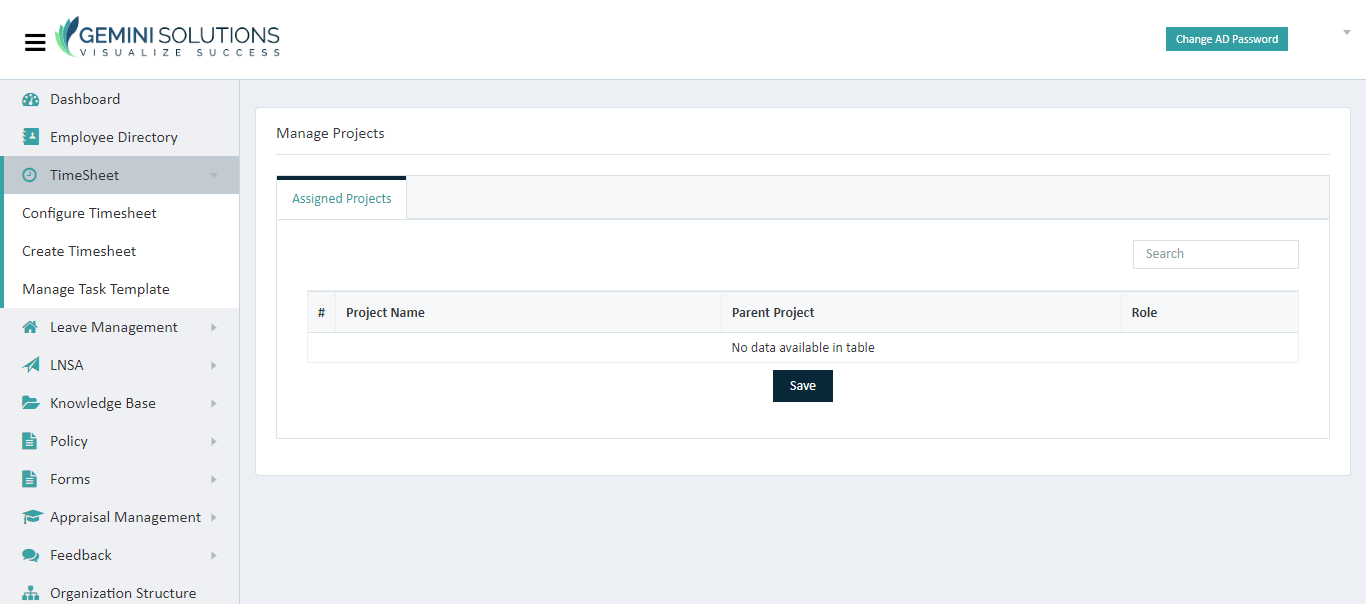 GEMINI SOLUTIONS
VISUALIZE SUCCESS
Change AD Password
Dashboard
Employee Directory
TimeSheet
Configure Timesheet
Create Timesheet
Manage Task Template
Leave Management
LNSA
Knowledge Base
Policy
Forms
Appraisal Management
Feedback
Organization Structure
Manage Projects
Assigned Projects
Search
# Project Name Parent Project Role
No data available in table
Save